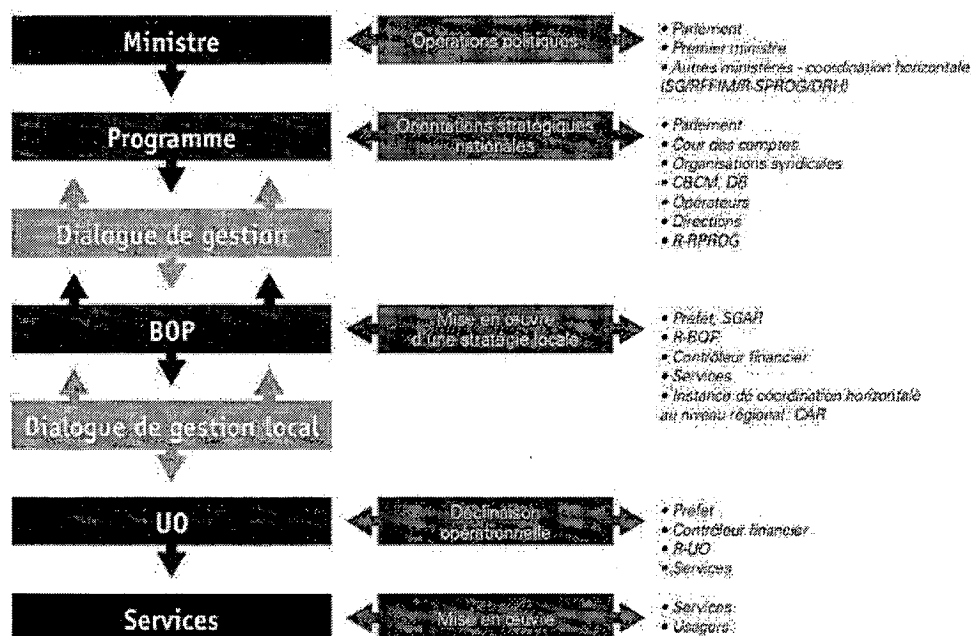 Ministre
Opérations politiques
• Parlement
• Premier ministre
• Autres ministères - coordination horizontale
(SG/RFFIM/R-SPROG/DRH)
Programme
Orientations stratégiques
nationales
• Parlement
• Cour des comptes
• Organisations syndicales
• CBCM, DB
• Opérateurs
• Directions
• R-RPROG
Dialogue de gestion
BOP
Mise en œuvre
d'une stratégie locale
• Préfet, SGAR
• R-BOP
• Contrôleur financier
• Services
• Instance de coordination horizontale
au niveau régional : CAR
Dialogue de gestion local
UO
Déclinaison
opérationnelle
• Préfet
• Contrôleur financier
• R-UO
• Services
Services
Mise en œuvre
• Services
• Usagers